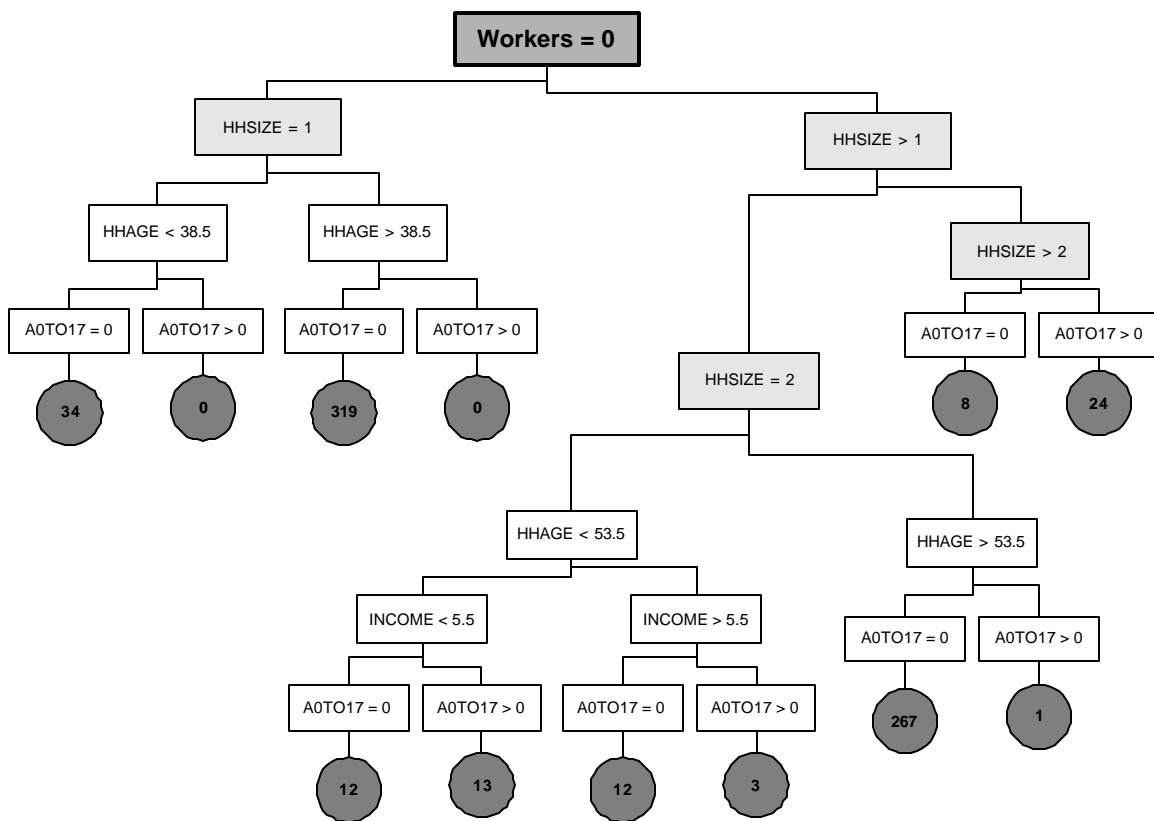 Workers = 0
HHSIZE = 1
HHSIZE > 1
HHAGE < 38.5
HHAGE > 38.5
HHSIZE > 2
A0TO17 = 0
A0TO17 > 0
A0TO17 = 0
A0TO17 > 0
A0TO17 = 0
A0TO17 > 0
34
0
319
0
HHSIZE = 2
8
24
HHAGE < 53.5
HHAGE > 53.5
INCOME < 5.5
INCOME > 5.5
A0TO17 = 0
A0TO17 > 0
A0TO17 = 0
A0TO17 > 0
A0TO17 = 0
A0TO17 > 0
267
1
12
13
12
3